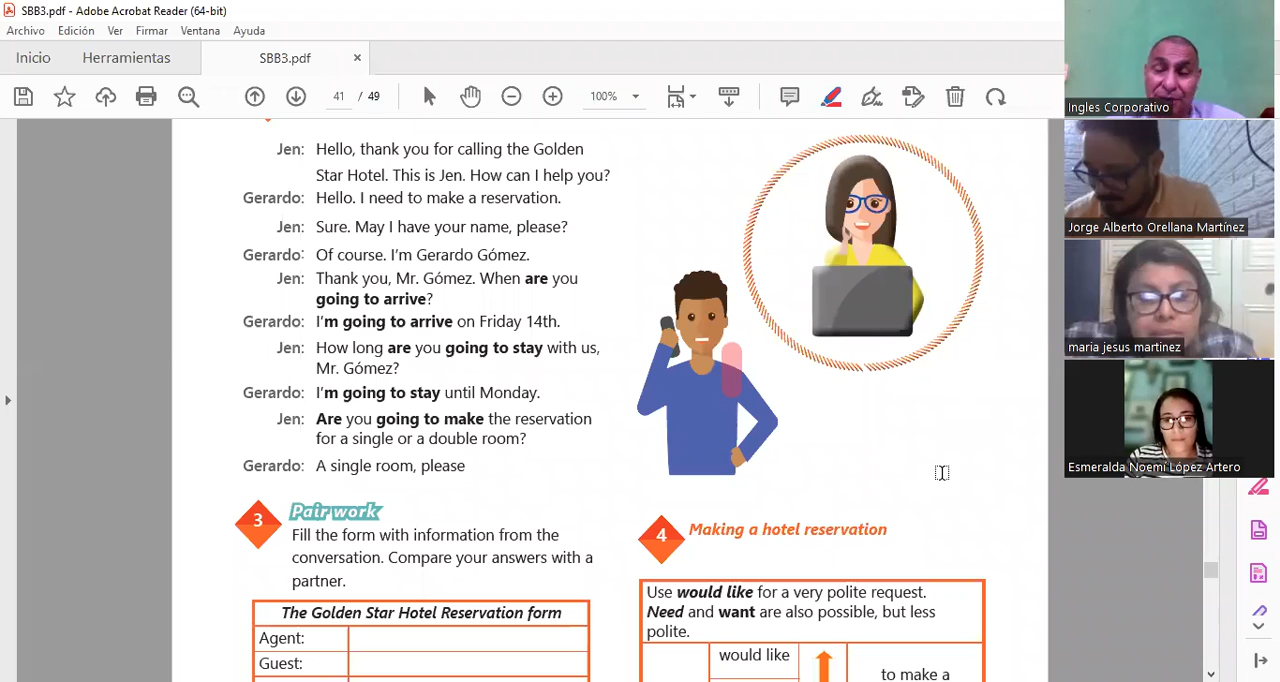 SBB3.pdf - Adobe Acrobat Reader (64-bit)
Archivo Edición Ver Firmar Ventana Ayuda
Inicio Herramientas SBB3.pdf ×
41 / 49 100%
Jen: Hello, thank you for calling the Golden
Star Hotel. This is Jen. How can I help you?
Gerardo: Hello. I need to make a reservation.
Jen: Sure. May I have your name, please?
Gerardo: Of course. I'm Gerardo Gómez.
Jen: Thank you, Mr. Gómez. When are you
going to arrive?
Gerardo: I'm going to arrive on Friday 14th.
Jen: How long are you going to stay with us,
Mr. Gómez?
Gerardo: I'm going to stay until Monday.
Jen: Are you going to make the reservation
for a single or a double room?
Gerardo: A single room, please
3 Pair work
Fill the form with information from the
conversation. Compare your answers with a
partner.
The Golden Star Hotel Reservation form
Agent:
Guest:
4 Making a hotel reservation
Use would like for a very polite request.
Need and want are also possible, but less
polite.
would like
to make a
Ingles Corporativo
Jorge Alberto Orellana Martínez
maria jesus martinez
Esmeralda Noemí López Artero